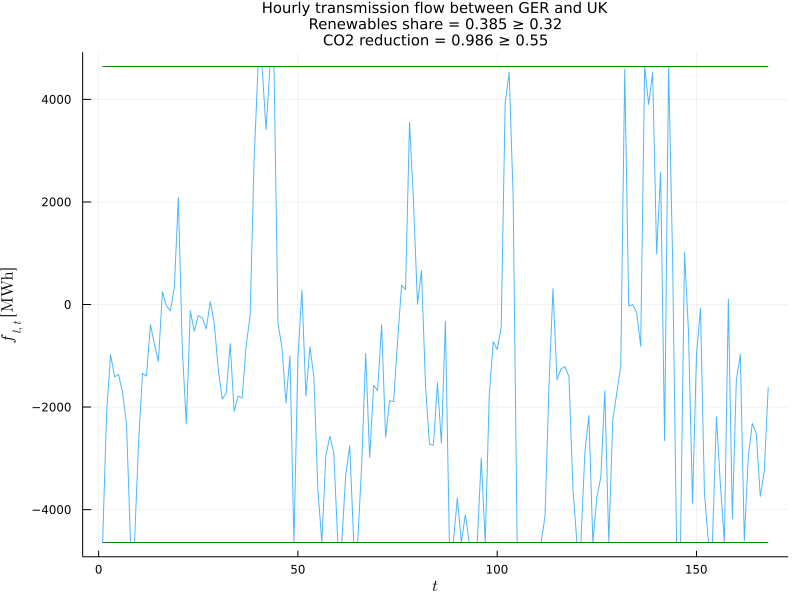 Hourly transmission flow between GER and UK
Renewables share = 0.385 ≥ 0.32
CO2 reduction = 0.986 ≥ 0.55
4000
2000
0
−2000
−4000
f_{l,t} [MWh]
0
50
100
150
t